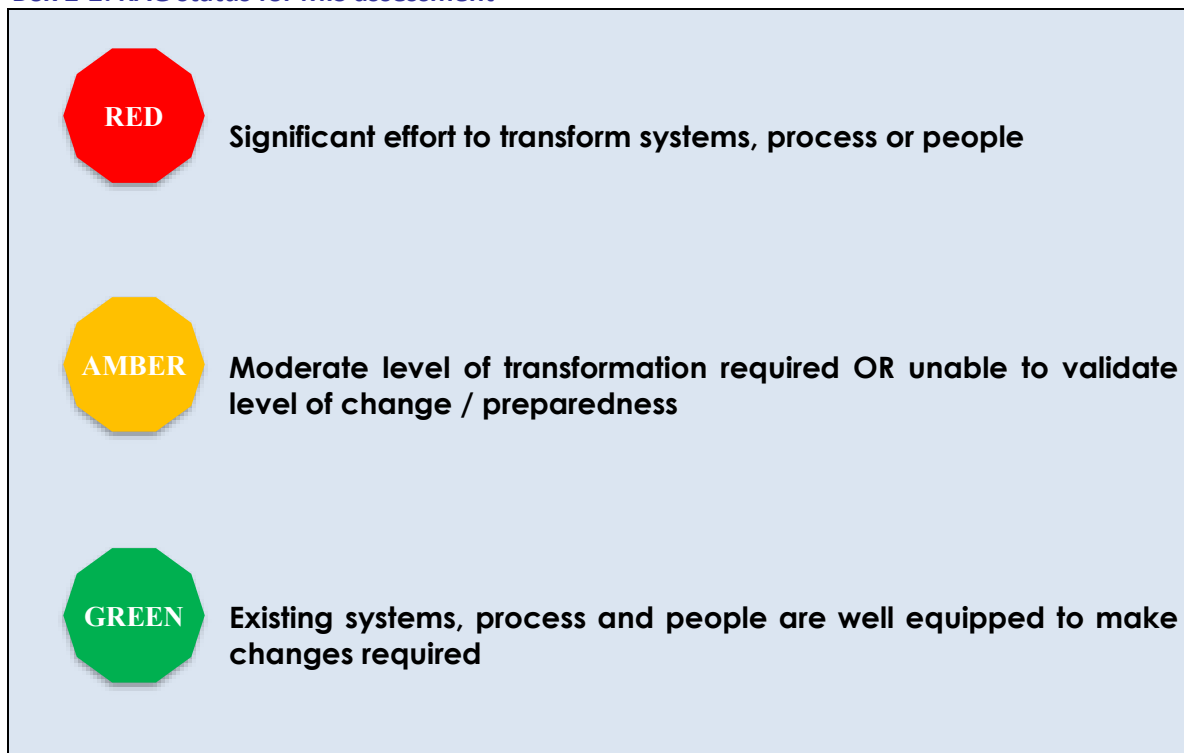 RED
Significant effort to transform systems, process or people
AMBER
Moderate level of transformation required OR unable to validate
level of change / preparedness
GREEN
Existing systems, process and people are well equipped to make
changes required